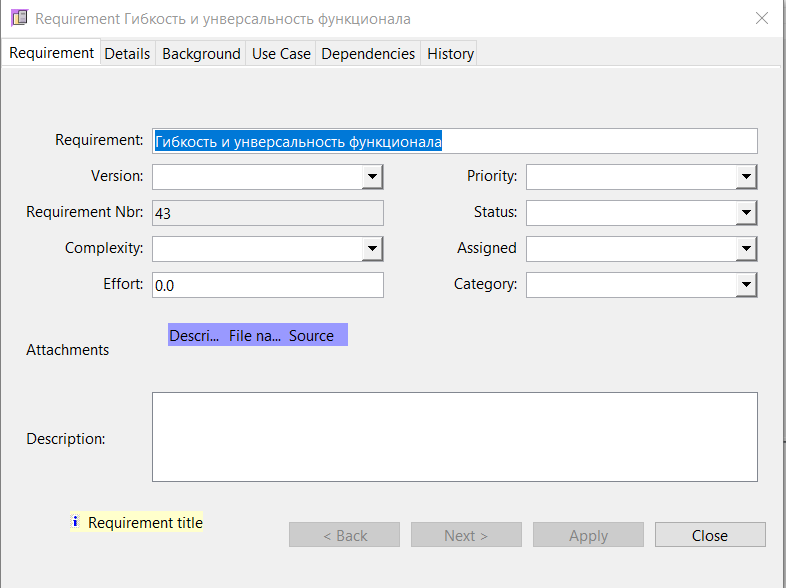 Requirement Гибкость и унверсальность функционала
Requirement Details Background Use Case Dependencies History
Requirement: Гибкость и унверсальность функционала
Version: Priority:
Requirement Nbr: 43 Status:
Complexity: Assigned
Effort: 0.0 Category:
Descri... File na... Source
Attachments
Description:
Requirement title
< Back Next > Apply Close